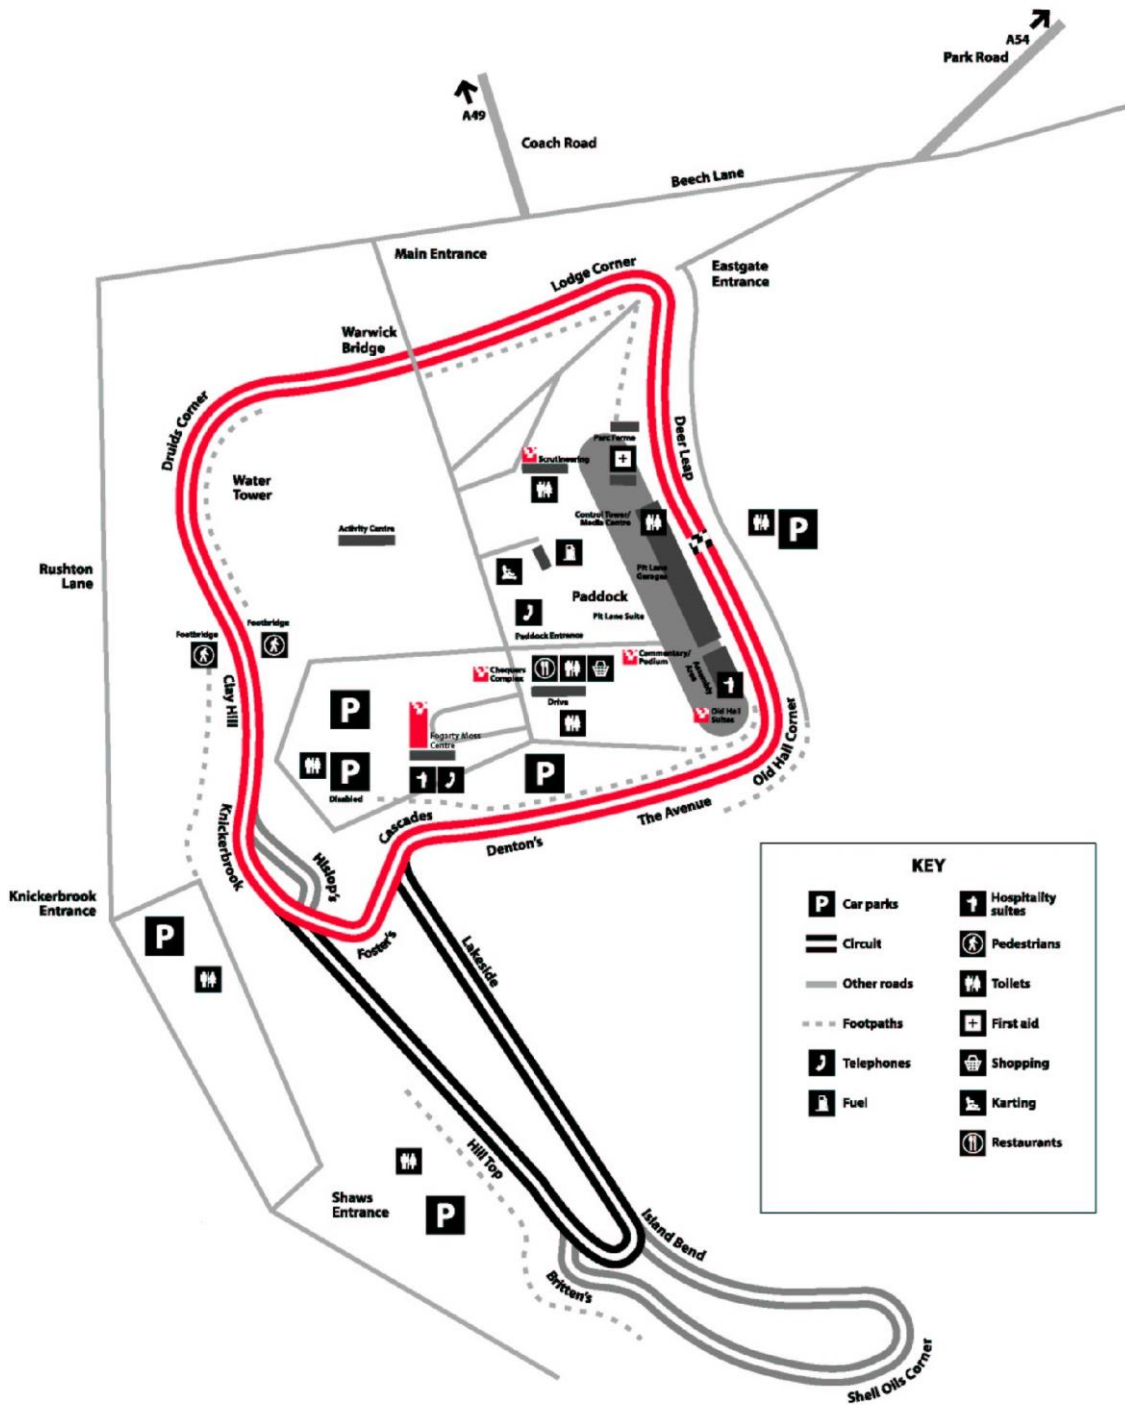 A54
Park Road
A49
Coach Road
Beech Lane
Main Entrance
Eastgate
Entrance
Lodge Corner
Warwick
Bridge
Druids Corner
Deer Leap
Parc Ferme
Scrutineering
Water
Tower
Control Tower/
Media Centre
P
Activity Centre
Pit Lane
Garages
Rushton
Lane
Paddock
Pit Lane Suite
Footbridge
Footbridge
Paddock Entrance
Commentary/
Podium
Assembly
Area
Chequers
Complex
Clay Hill
Drive
P
Old Hall
Suites
Old Hall Corner
Fogarty Moss
Centre
P
P
Disabled
The Avenue
Cascades
Denton's
Knickerbrook
Hislop's
Foster's
Lakeside
Knickerbrook
Entrance
P
Hill Top
Shaws
Entrance
P
Island Bend
Britten's
Shell Oils Corner
KEY
P Car parks
Circuit
Other roads
Footpaths
Telephones
Fuel
Hospitality
suites
Pedestrians
Toilets
First aid
Shopping
Karting
Restaurants